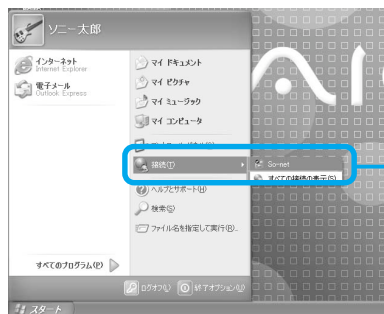 ソニー太郎
インターネット
Internet Explorer
電子メール
Outlook Express
マイ ドキュメント
マイ ピクチャ
マイ ミュージック
マイ コンピュータ
接続(T)
So-net
すべての接続の表示(S)
ヘルプとサポート(H)
検索(S)
ファイル名を指定して実行(R)...
すべてのプログラム(P)
ログオフ(L)
終了オプション(U)
スタート